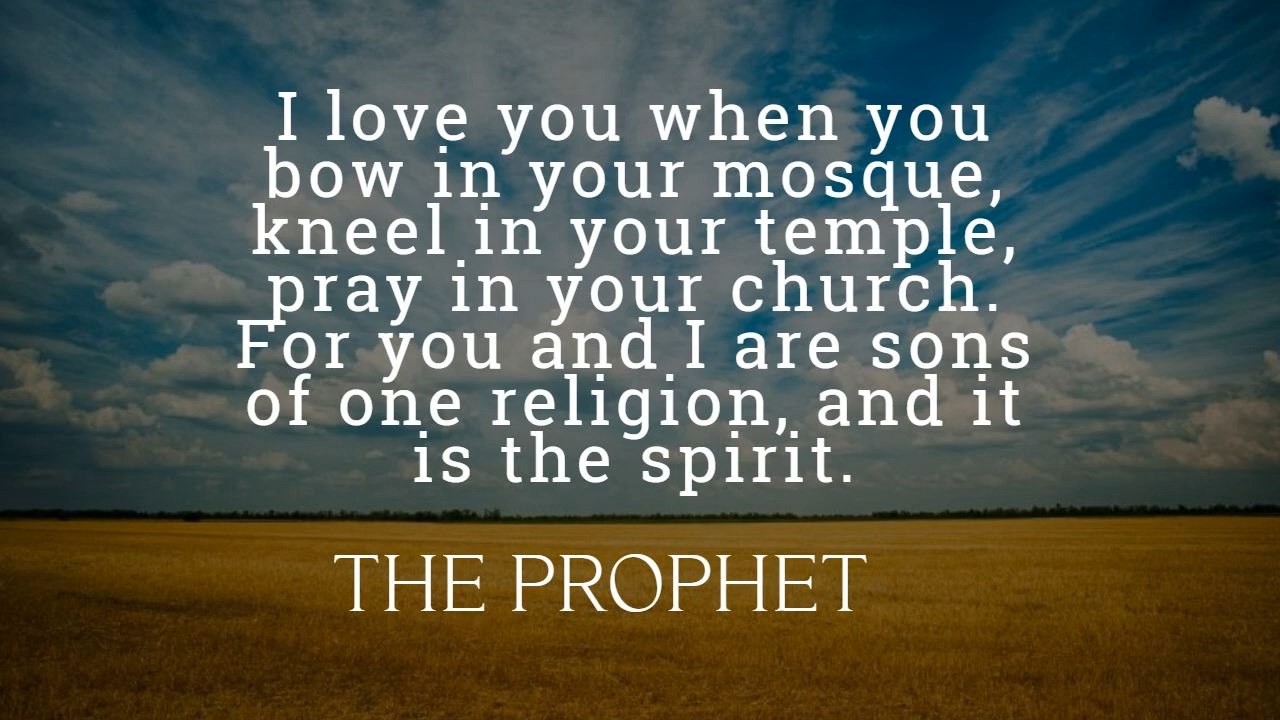 I love you when you
bow in your mosque,
kneel in your temple,
pray in your church.
For you and I are sons
of one religion, and it
is the spirit.
THE PROPHET